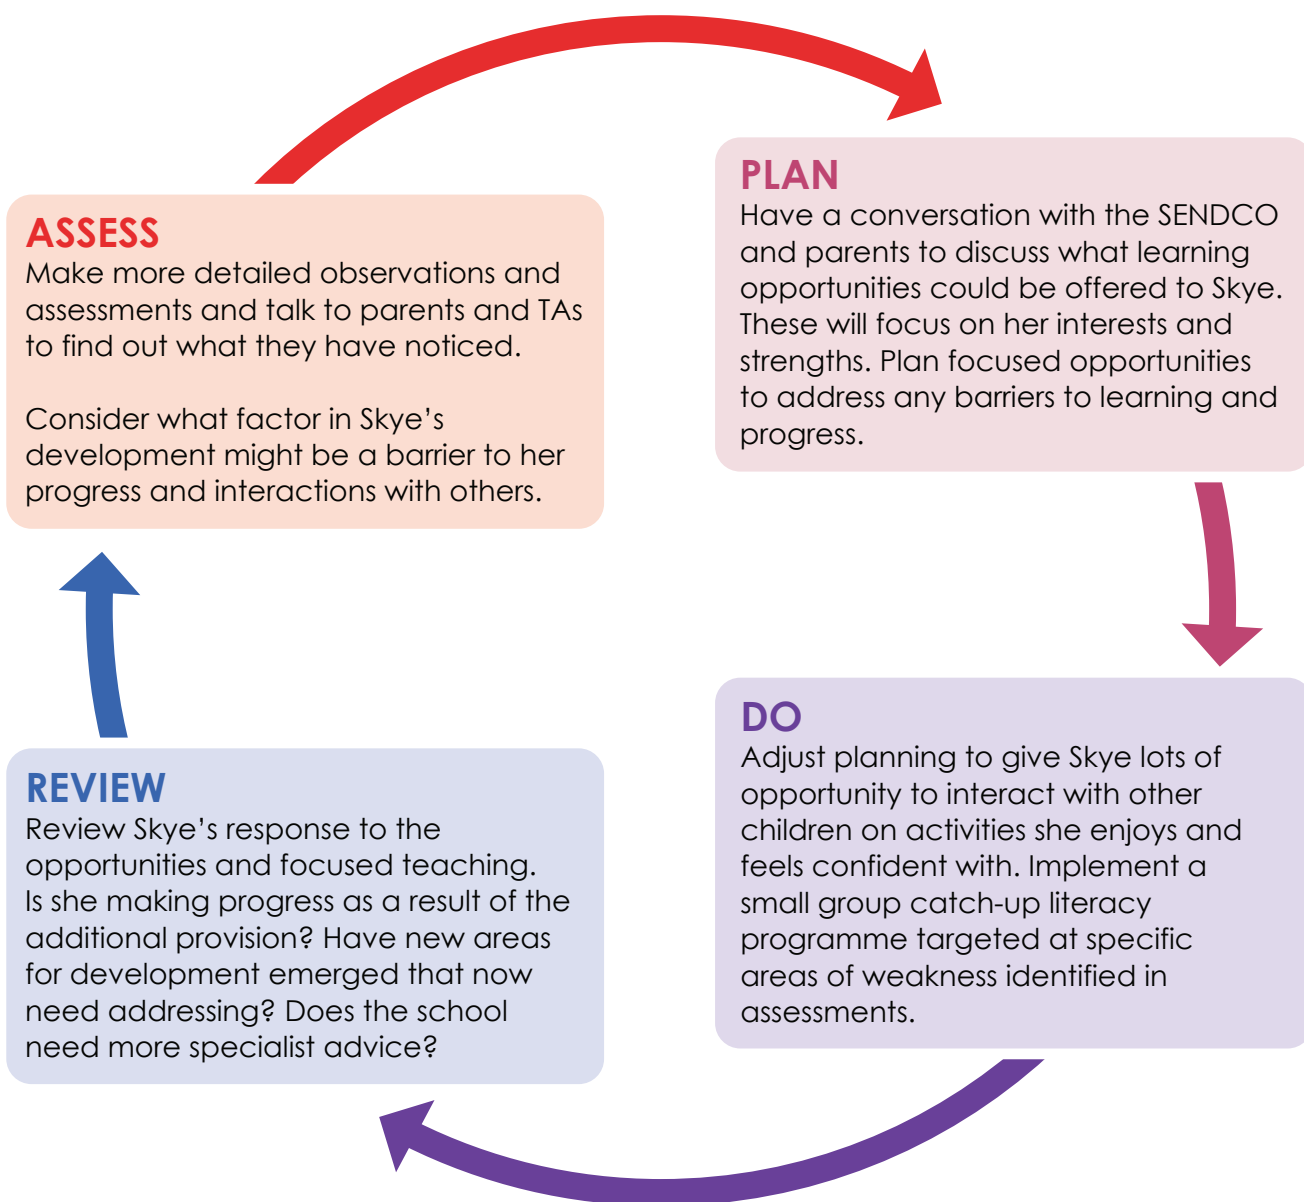 ASSESS
Make more detailed observations and
assessments and talk to parents and TAs
to find out what they have noticed.
Consider what factor in Skye’s
development might be a barrier to her
progress and interactions with others.
PLAN
Have a conversation with the SENDCO
and parents to discuss what learning
opportunities could be offered to Skye.
These will focus on her interests and
strengths. Plan focused opportunities
to address any barriers to learning and
progress.
DO
Adjust planning to give Skye lots of
opportunity to interact with other
children on activities she enjoys and
feels confident with. Implement a
small group catch-up literacy
programme targeted at specific
areas of weakness identified in
assessments.
REVIEW
Review Skye’s response to the
opportunities and focused teaching.
Is she making progress as a result of the
additional provision? Have new areas
for development emerged that now
need addressing? Does the school
need more specialist advice?